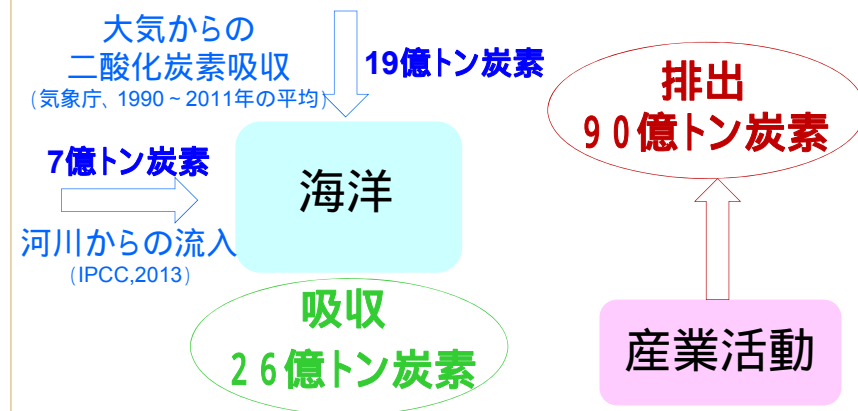 大気からの
二酸化炭素吸収
(気象庁、1990～2011年の平均)
19億トン炭素
7億トン炭素
河川からの流入
(IPCC,2013)
海洋
吸収
26億トン炭素
排出
90億トン炭素
産業活動